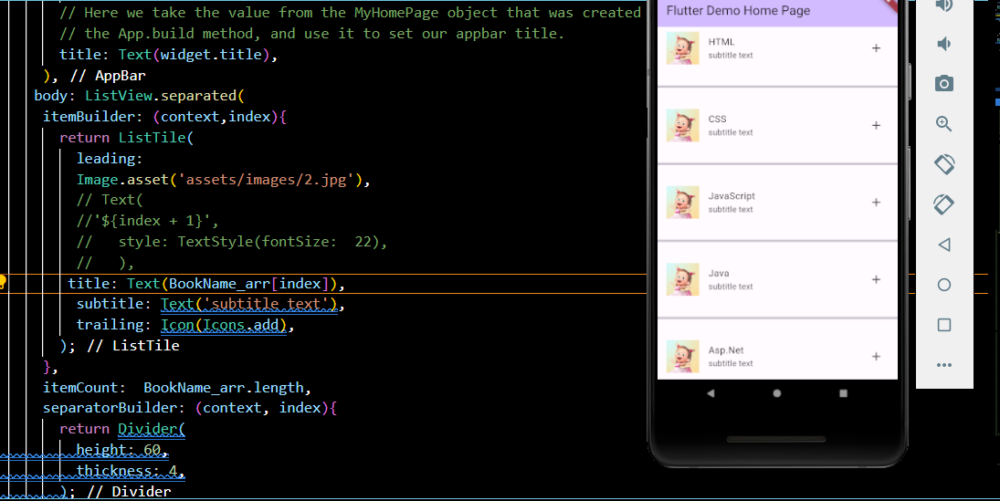 // Here we take the value from the MyHomePage object that was created
// the App.build method, and use it to set our appbar title.
title: Text(widget.title),
), // AppBar
body: ListView.separated(
itemBuilder: (context,index){
return ListTile(
leading:
Image.asset('assets/images/2.jpg'),
// Text(
//'${index + 1}',
//   style: TextStyle(fontSize:  22),
//   ),
title: Text(BookName_arr[index]),
subtitle: Text('subtitle text'),
trailing: Icon(Icons.add),
); // ListTile
},
itemCount:  BookName_arr.length,
separatorBuilder: (context, index){
return Divider(
height: 60,
thickness: 4,
); // Divider
Flutter Demo Home Page
HTML
subtitle text
CSS
subtitle text
JavaScript
subtitle text
Java
subtitle text
Asp.Net
subtitle text